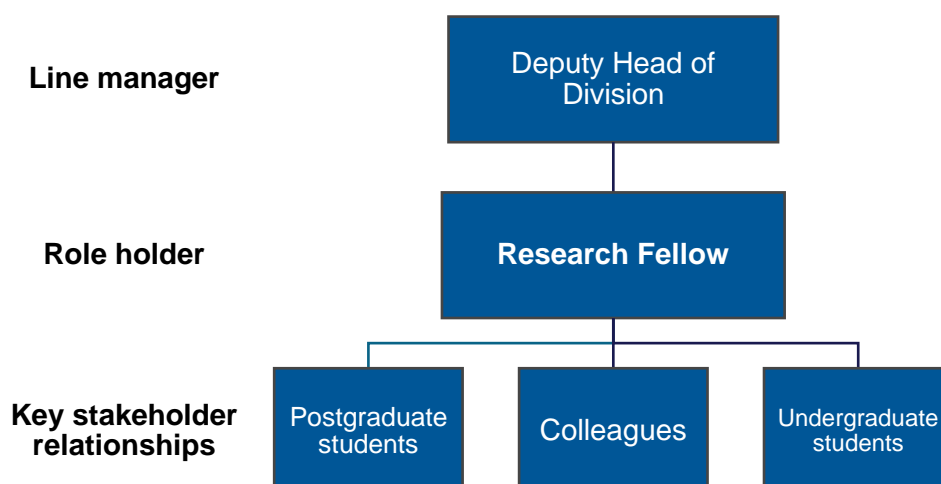 Line manager
Deputy Head of
Division
Role holder
Research Fellow
Key stakeholder
relationships
Postgraduate
students
Colleagues
Undergraduate
students